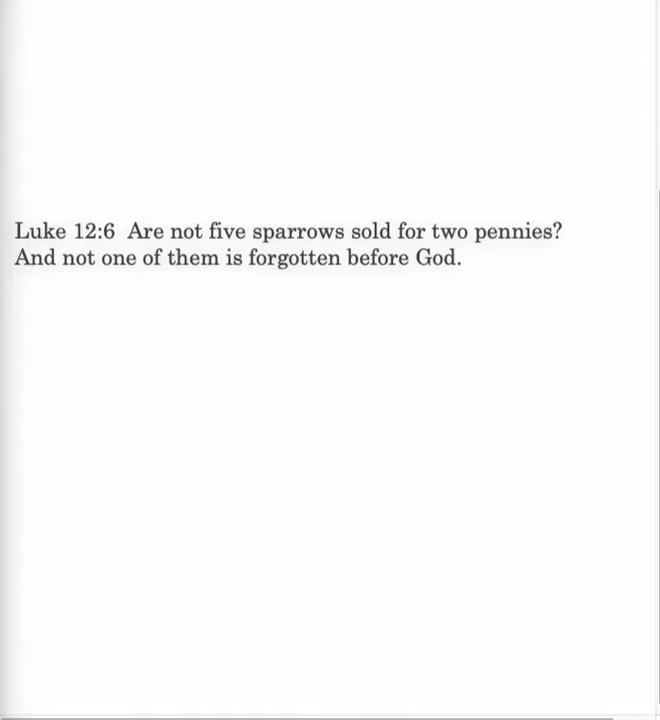 Luke 12:6  Are not five sparrows sold for two pennies?
And not one of them is forgotten before God.